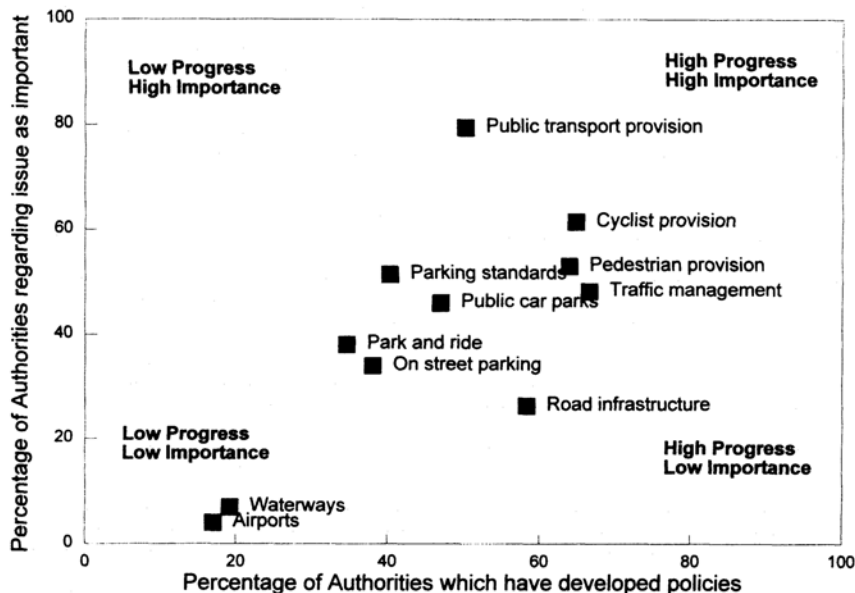 Percentage of Authorities regarding issue as important
100
80
60
40
20
0
Low Progress
High Importance
High Progress
High Importance
Public transport provision
Cyclist provision
Pedestrian provision
Parking standards
Traffic management
Public car parks
Park and ride
On street parking
Road infrastructure
Low Progress
Low Importance
High Progress
Low Importance
Waterways
Airports
0
20
40
60
80
100
Percentage of Authorities which have developed policies